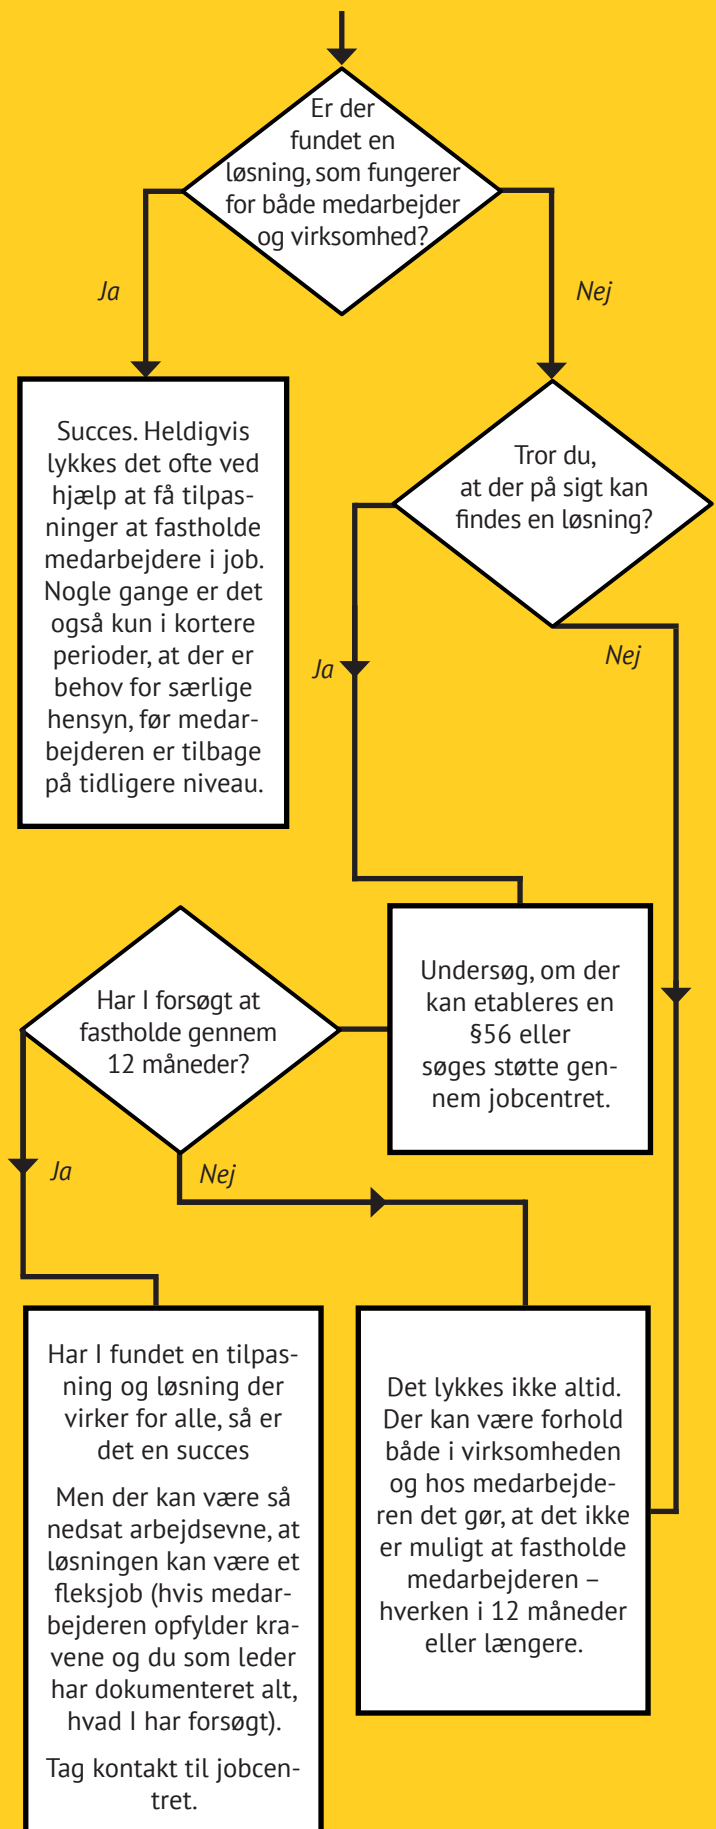 Er der
fundet en
løsning, som fungerer
for både medarbejder
og virksomhed?
Ja
Nej
Succes. Heldigvis
lykkes det ofte ved
hjælp at få tilpas-
ninger at fastholde
medarbejdere i job.
Nogle gange er det
også kun i kortere
perioder, at der er
behov for særlige
hensyn, før medar-
bejderen er tilbage
på tidligere niveau.
Tror du,
at der på sigt kan
findes en løsning?
Ja
Nej
Undersøg, om der
kan etableres en
§56 eller
søges støtte gen-
nem jobcentret.
Har I forsøgt at
fastholde gennem
12 måneder?
Ja
Nej
Har I fundet en tilpas-
ning og løsning der
virker for alle, så er
det en succes
Men der kan være så
nedsat arbejdsevne, at
løsningen kan være et
fleksjob (hvis medar-
bejderen opfylder kra-
vene og du som leder
har dokumenteret alt,
hvad I har forsøgt).
Tag kontakt til jobcen-
tret.
Det lykkes ikke altid.
Der kan være forhold
både i virksomheden
og hos medarbejde-
ren det gør, at det ikke
er muligt at fastholde
medarbejderen –
hverken i 12 måneder
eller længere.